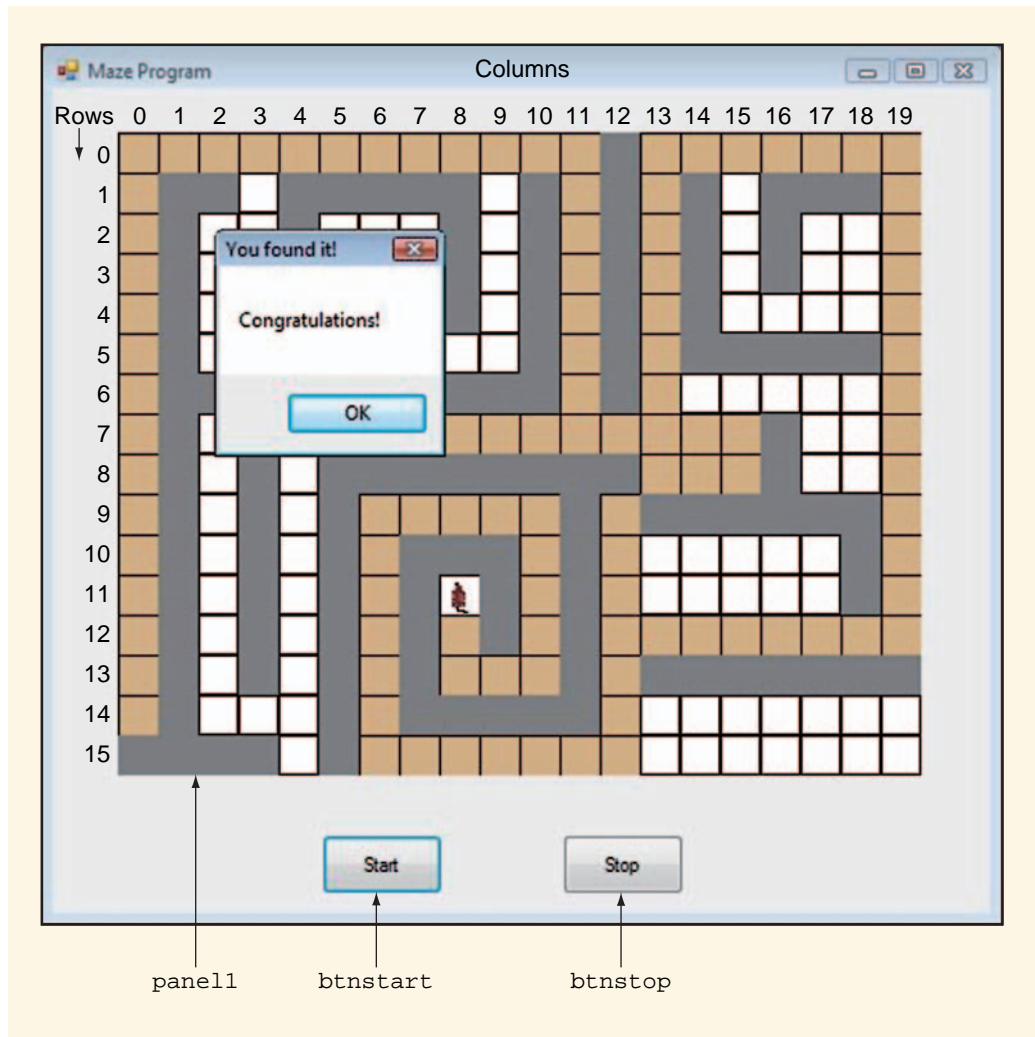 Maze Program
Columns
Rows 0 1 2 3 4 5 6 7 8 9 10 11 12 13 14 15 16 17 18 19
0
1
2
You found it!
3
4
Congratulations!
5
6
OK
7
8
9
10
11
12
13
14
15
Start Stop
panel1 btnstart btnstop